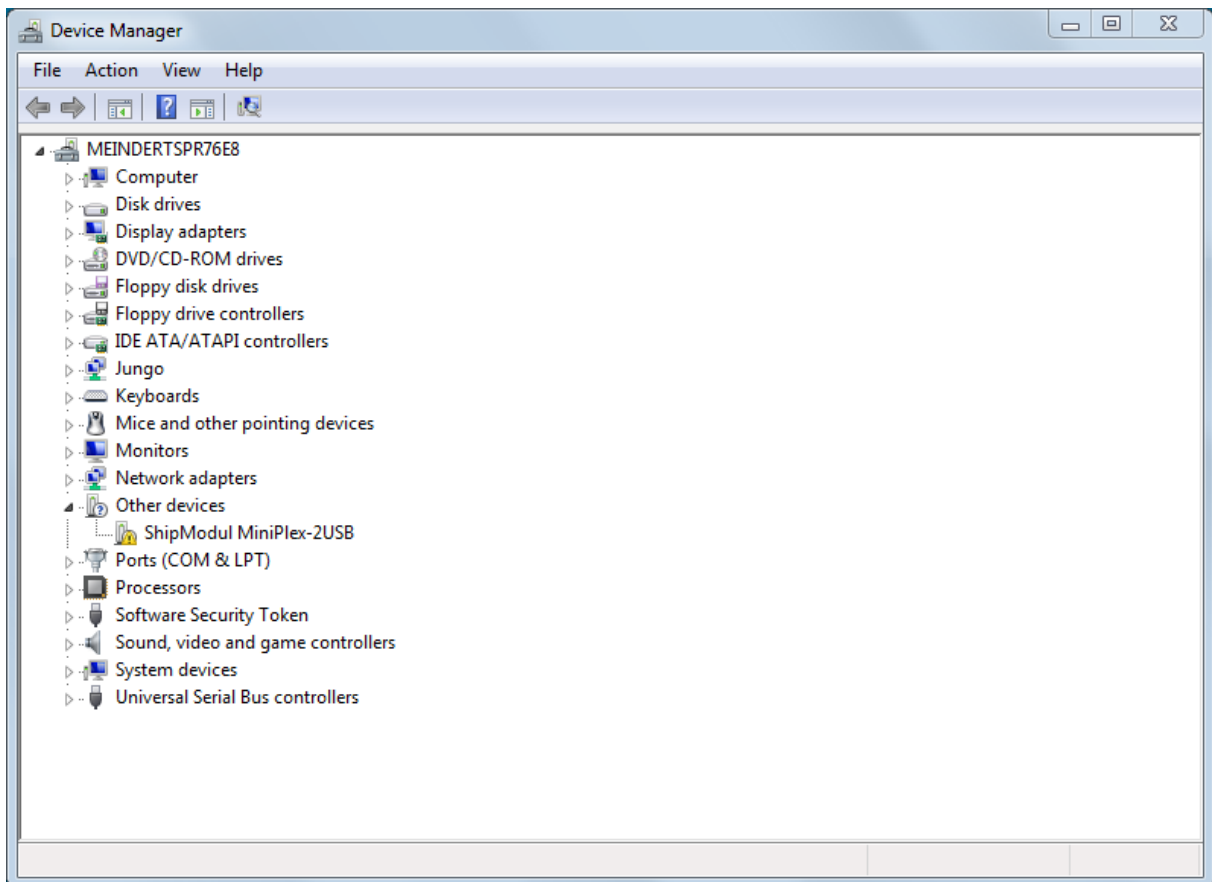 Device Manager
File Action View Help
MEINDERTSPR76E8
Computer
Disk drives
Display adapters
DVD/CD-ROM drives
Floppy disk drives
Floppy drive controllers
IDE ATA/ATAPI controllers
Jungo
Keyboards
Mice and other pointing devices
Monitors
Network adapters
Other devices
ShipModul MiniPlex-2USB
Ports (COM & LPT)
Processors
Software Security Token
Sound, video and game controllers
System devices
Universal Serial Bus controllers